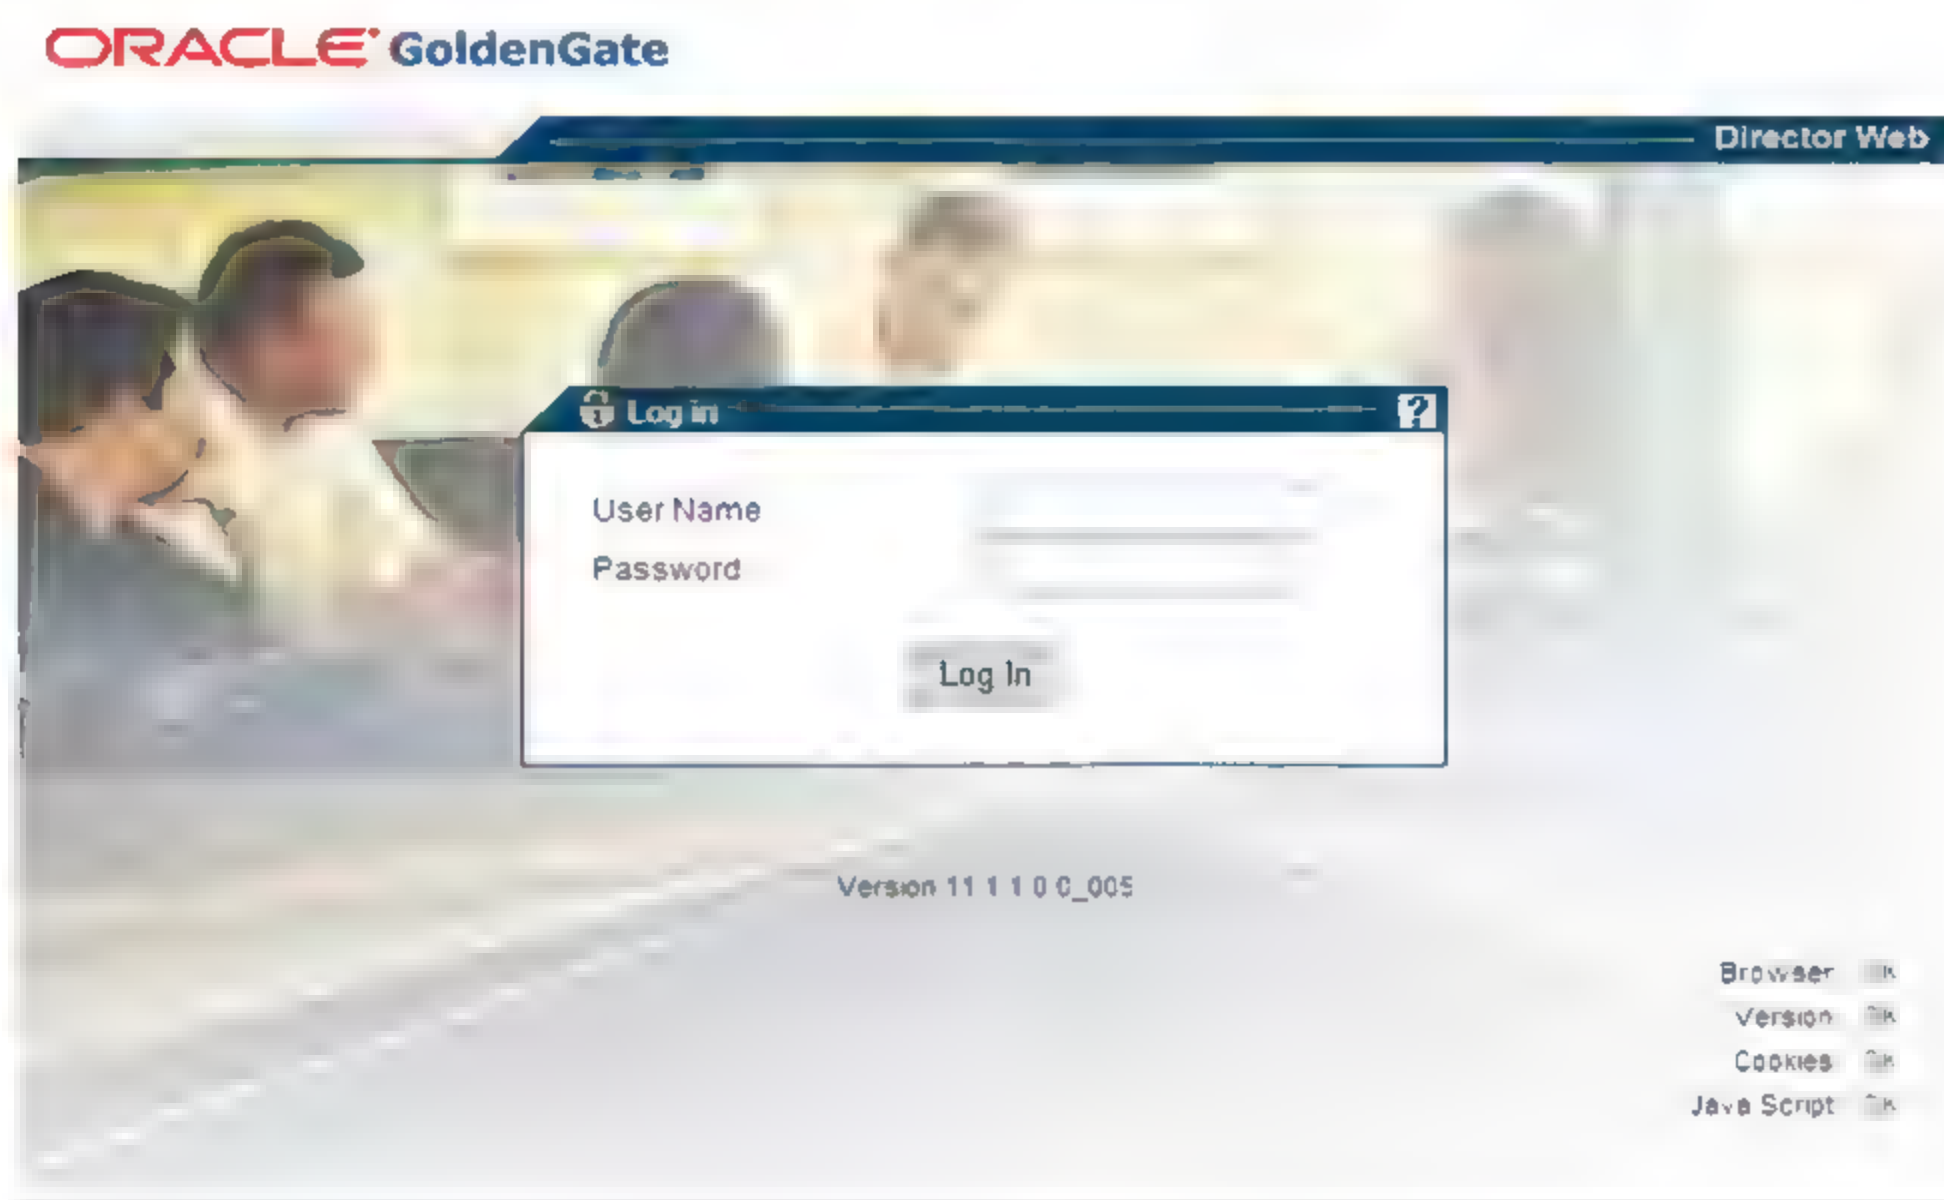 ORACLE GoldenGate
Director Web
Log in ?
User Name
Password
Log In
Version 11 1 1 0 0_005
Browser
Version
Cookies
Java Script